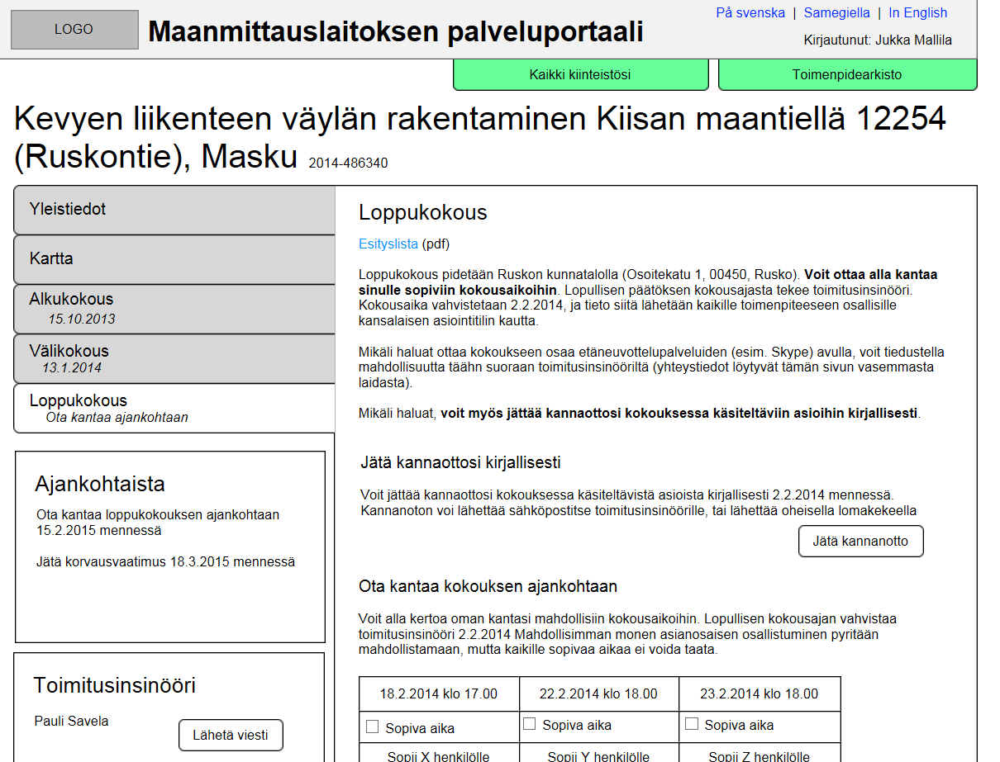 LOGO
Maanmittauslaitoksen palveluportaali
På svenska | Samegiella | In English
Kirjautunut: Jukka Mallila
Kaikki kiinteistösi
Toimenpidearkisto
Kevyen liikenteen väylän rakentaminen Kiisan maantiellä 12254
(Ruskontie), Masku 2014-486340
Yleistiedot
Kartta
Alkukokous
15.10.2013
Välikokous
13.1.2014
Loppukokous
Ota kantaa ajankohtaan
Ajankohtaista
Ota kantaa loppukokouksen ajankohtaan
15.2.2015 mennessä
Jätä korvausvaatimus 18.3.2015 mennessä
Toimitusinsinööri
Pauli Savela
Lähetä viesti
Loppukokous
Esityslista (pdf)
Loppukokous pidetään Ruskon kunnatalolla (Osoitekatu 1, 00450, Rusko). Voit ottaa alla kantaa
sinulle sopiviin kokousaikoihin. Lopullisen päätöksen kokousajasta tekee toimitusinsinööri.
Kokousaika vahvistetaan 2.2.2014, ja tieto siitä lähetään kaikille toimenpiteeseen osallisille
kansalaisen asiointitilin kautta.
Mikäli haluat ottaa kokoukseen osaa etäneuvottelupalveluiden (esim. Skype) avulla, voit tiedustella
mahdollisuutta täähn suoraan toimitusinsinööriltä (yhteystiedot löytyvät tämän sivun vasemmasta
laidasta).
Mikäli haluat, voit myös jättää kannaottosi kokouksessa käsiteltäviin asioihin kirjallisesti.
Jätä kannaottosi kirjallisesti
Voit jättää kannaottosi kokouksessa käsiteltävistä asioista kirjallisesti 2.2.2014 mennessä.
Kannanoton voi lähettää sähköpostitse toimitusinsinöörille, tai lähettää oheisella lomakekeella
Jätä kannanotto
Ota kantaa kokouksen ajankohtaan
Voit alla kertoa oman kantasi mahdollisiin kokousaikoihin. Lopullisen kokousajan vahvistaa
toimitusinsinööri 2.2.2014 Mahdollisimman monen asianosaisen osallistuminen pyritään
mahdollistamaan, mutta kaikille sopivaa aikaa ei voida taata.
18.2.2014 klo 17.00 22.2.2014 klo 18.00 23.2.2014 klo 18.00
Sopiva aika Sopiva aika Sopiva aika
Sopii X henkilölle Sopii Y henkilölle Sopii Z henkilölle